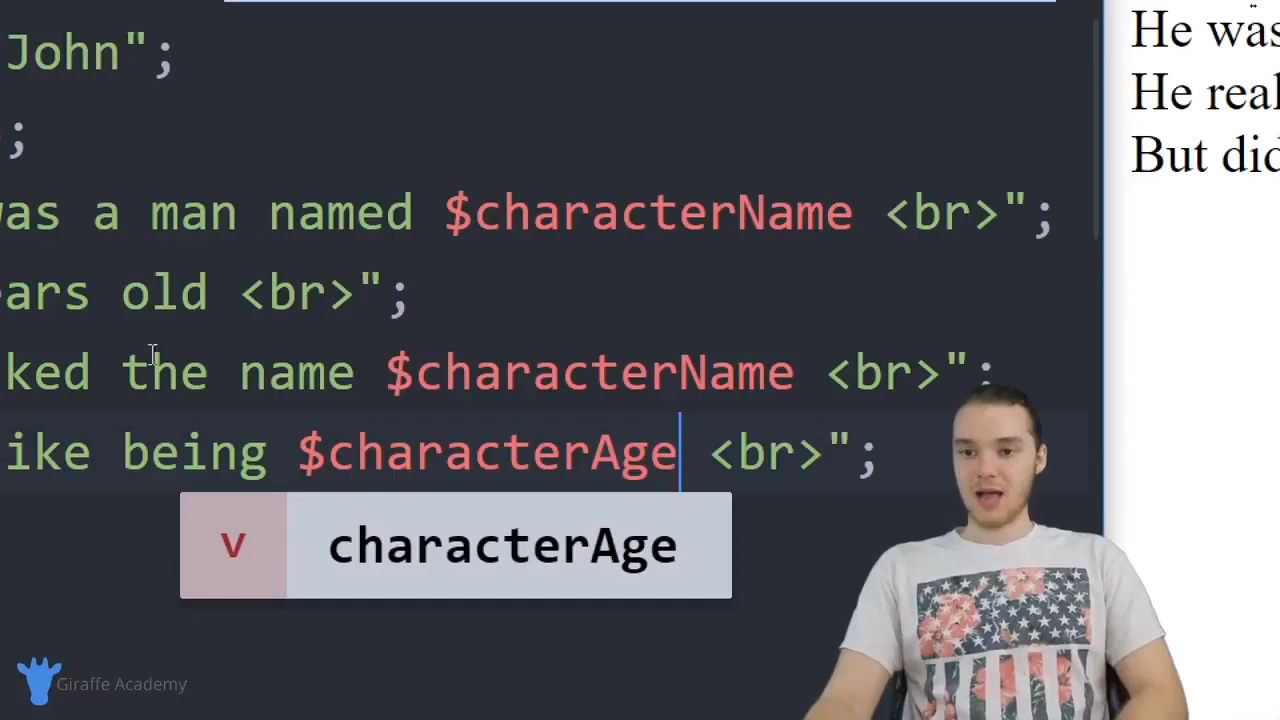 John";
;
was a man named $characterName <br>";
ears old <br>";
ked the name $characterName <br>";
ike being $characterAge <br>";
v characterAge
He was
He real
But did
Giraffe Academy